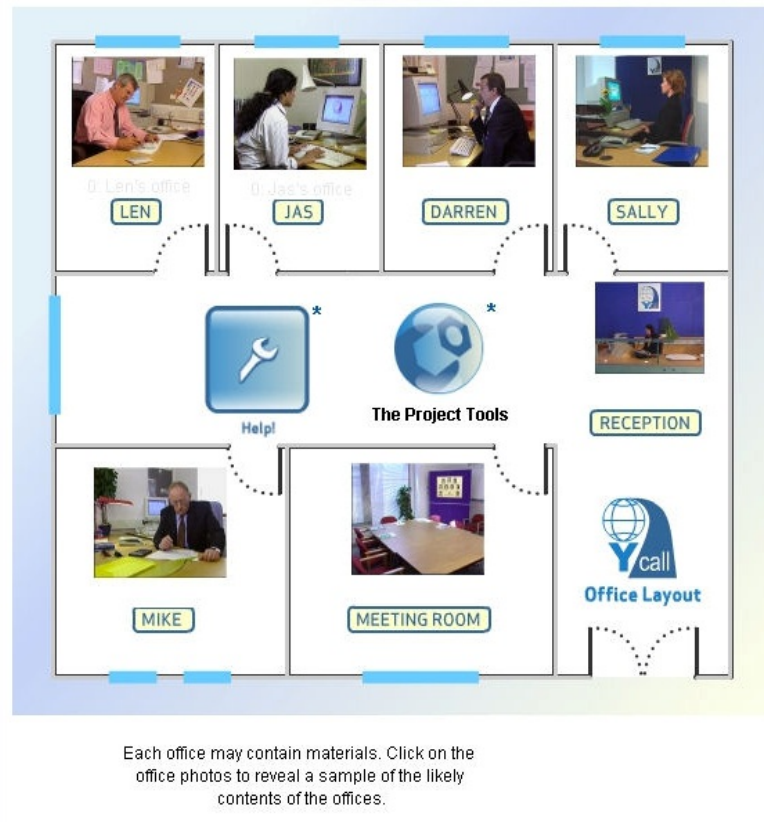 0: Len's office
0: Jas's office
LEN
JAS
DARREN
SALLY
*
*
Help!
The Project Tools
RECEPTION
Y call
Office Layout
MIKE
MEETING ROOM
Each office may contain materials. Click on the
office photos to reveal a sample of the likely
contents of the offices.